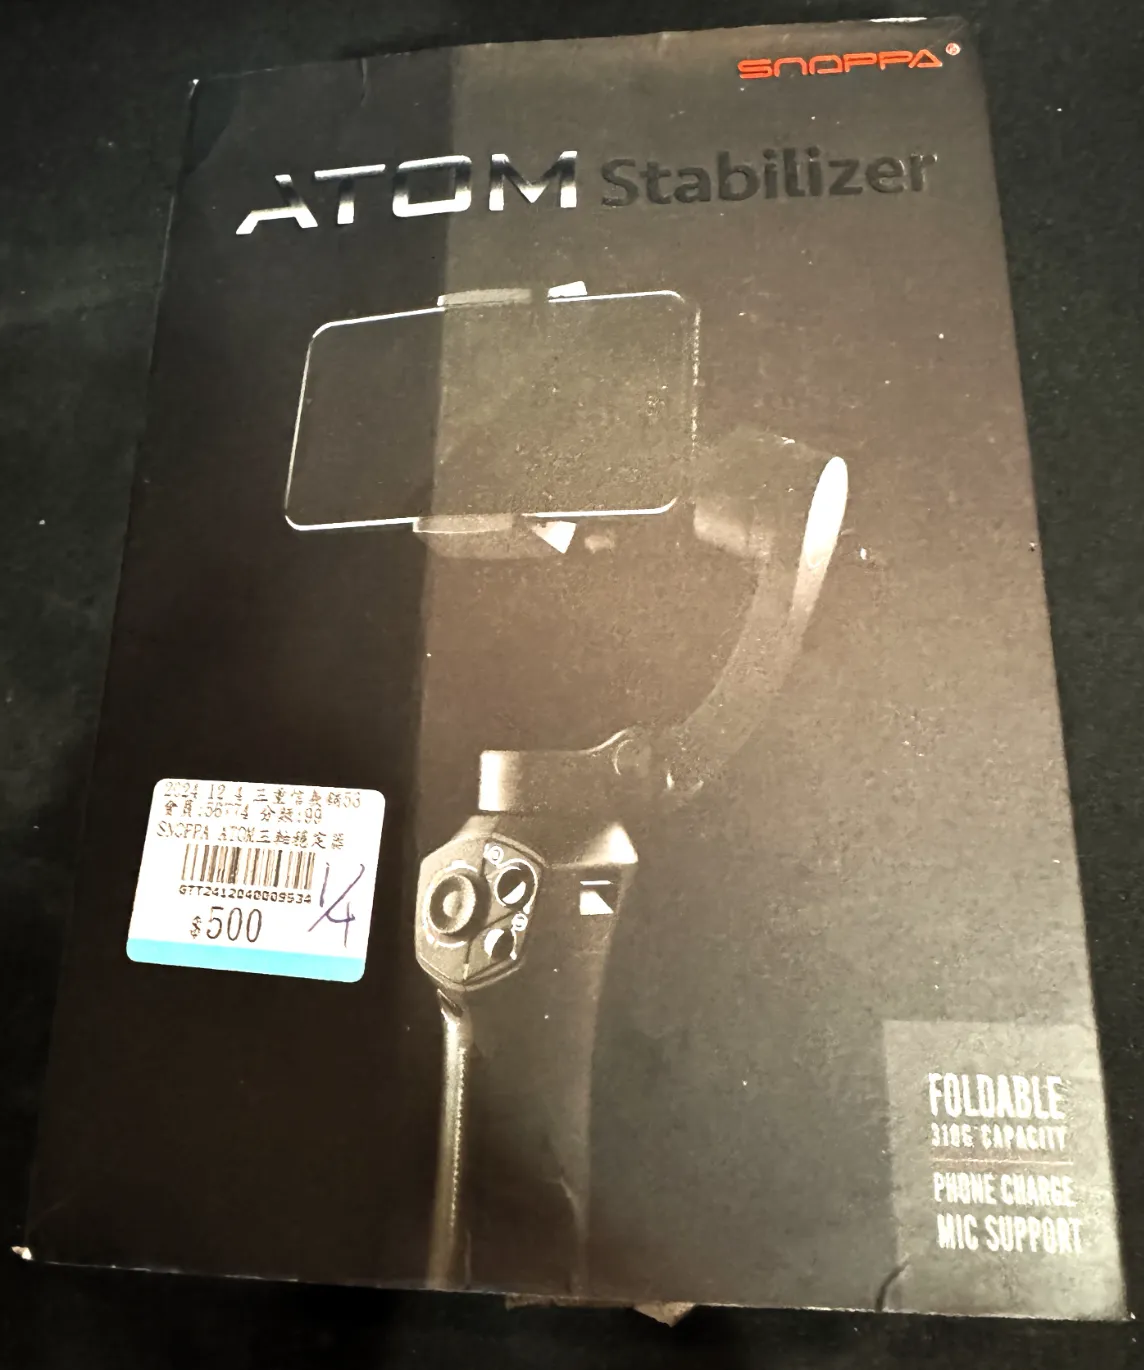 SNOPPA®
ATOM Stabilizer
2024 12 4 三重信義館53
會員:56774 分類:99
SNOPPA ATOM三軸穩定器
GTT2412040009534
1/4
$500
FOLDABLE
310G CAPACITY
PHONE CHARGE
MIC SUPPORT